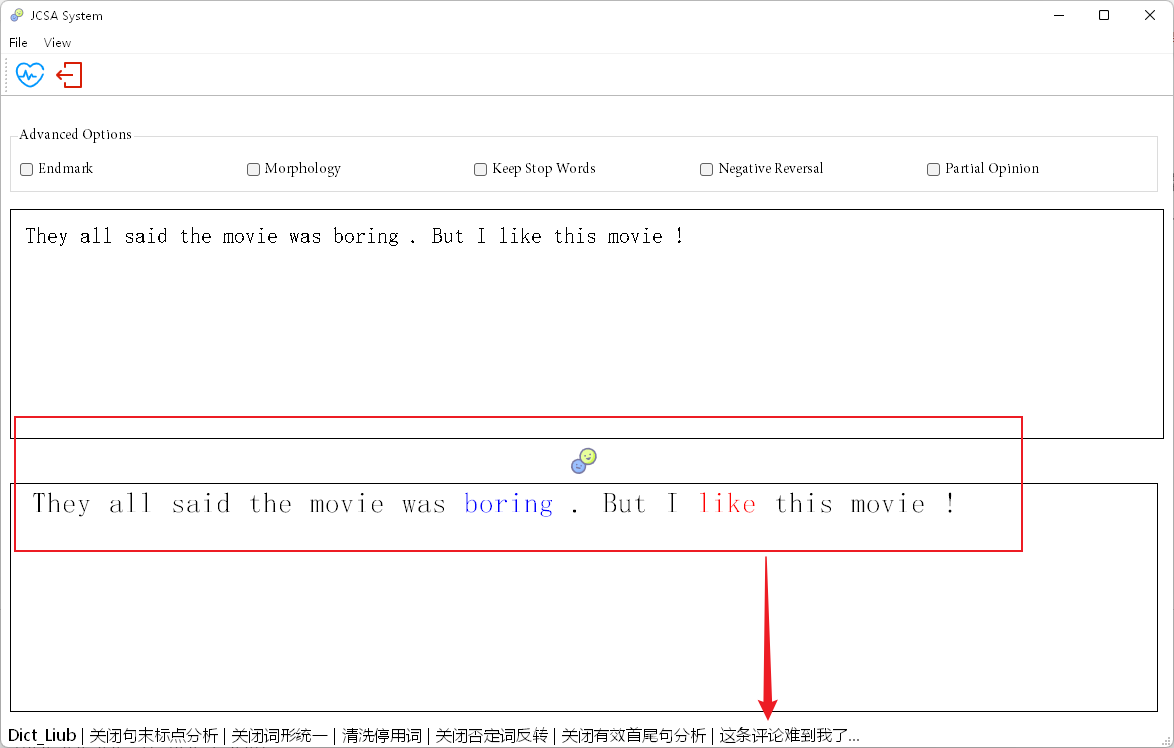 JCSA System
File View
Advanced Options
Endmark Morphology Keep Stop Words Negative Reversal Partial Opinion
They all said the movie was boring . But I like this movie !
They all said the movie was boring . But I like this movie !
Dict_Liub | 关闭句末标点分析 | 关闭词形统一 | 清洗停用词 | 关闭否定词反转 | 关闭有效首尾句分析 | 这条评论难到我了...